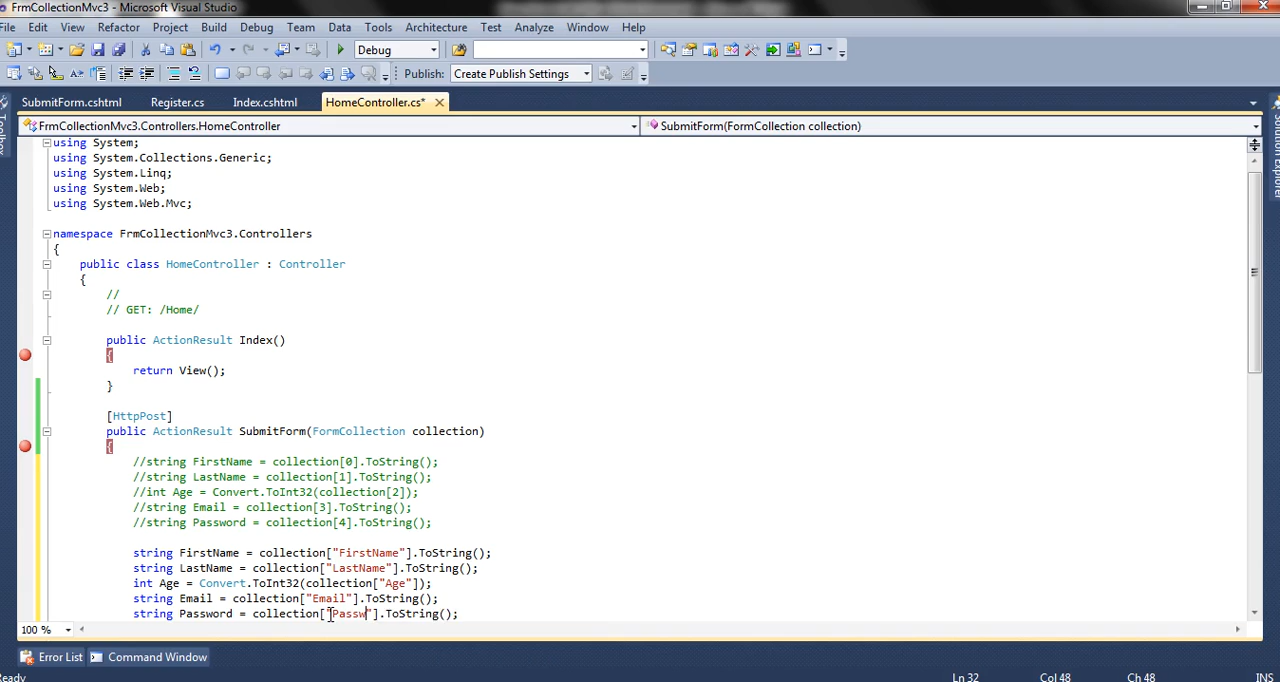 FrmCollectionMvc3 - Microsoft Visual Studio
File Edit View Refactor Project Build Debug Team Data Tools Architecture Test Analyze Window Help
Debug
Publish: Create Publish Settings
SubmitForm.cshtml Register.cs Index.cshtml HomeController.cs*
FrmCollectionMvc3.Controllers.HomeController SubmitForm(FormCollection collection)
using System;
using System.Collections.Generic;
using System.Linq;
using System.Web;
using System.Web.Mvc;
namespace FrmCollectionMvc3.Controllers
{
public class HomeController : Controller
{
//
// GET: /Home/
public ActionResult Index()
{
return View();
}
[HttpPost]
public ActionResult SubmitForm(FormCollection collection)
{
//string FirstName = collection[0].ToString();
//string LastName = collection[1].ToString();
//int Age = Convert.ToInt32(collection[2]);
//string Email = collection[3].ToString();
//string Password = collection[4].ToString();
string FirstName = collection["FirstName"].ToString();
string LastName = collection["LastName"].ToString();
int Age = Convert.ToInt32(collection["Age"]);
string Email = collection["Email"].ToString();
string Password = collection["Passw"].ToString();
100 %
Error List Command Window
Ready Ln 32 Col 48 Ch 48 INS
Toolbox
Solution Explorer